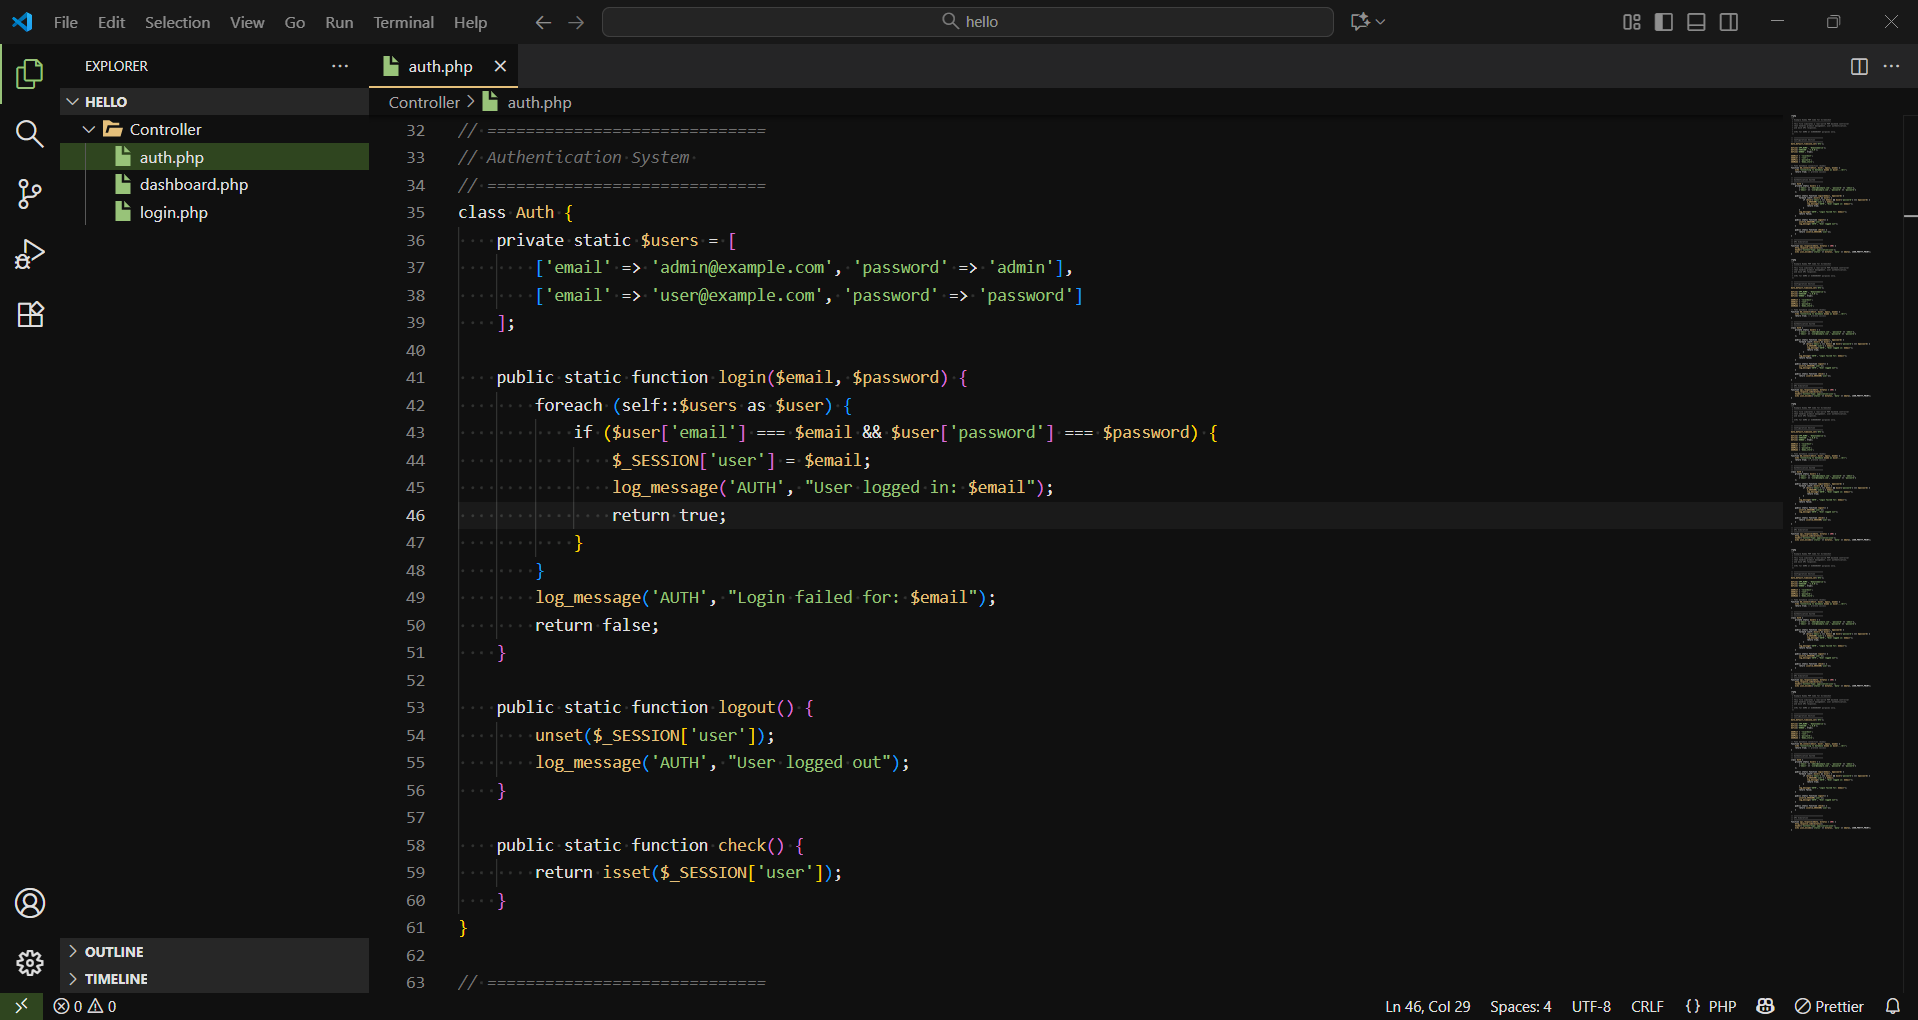 File Edit Selection View Go Run Terminal Help
hello
EXPLORER
auth.php
HELLO
Controller
auth.php
dashboard.php
login.php
OUTLINE
TIMELINE
Controller > auth.php
32 // =============================
33 // Authentication System
34 // =============================
35 class Auth {
36 private static $users = [
37 ['email' => 'admin@example.com', 'password' => 'admin'],
38 ['email' => 'user@example.com', 'password' => 'password']
39 ];
40
41 public static function login($email, $password) {
42 foreach (self::$users as $user) {
43 if ($user['email'] === $email && $user['password'] === $password) {
44 $_SESSION['user'] = $email;
45 log_message('AUTH', "User logged in: $email");
46 return true;
47 }
48 }
49 log_message('AUTH', "Login failed for: $email");
50 return false;
51 }
52
53 public static function logout() {
54 unset($_SESSION['user']);
55 log_message('AUTH', "User logged out");
56 }
57
58 public static function check() {
59 return isset($_SESSION['user']);
60 }
61 }
62
63 // =============================
0 0
Ln 46, Col 29 Spaces: 4 UTF-8 CRLF {} PHP Prettier